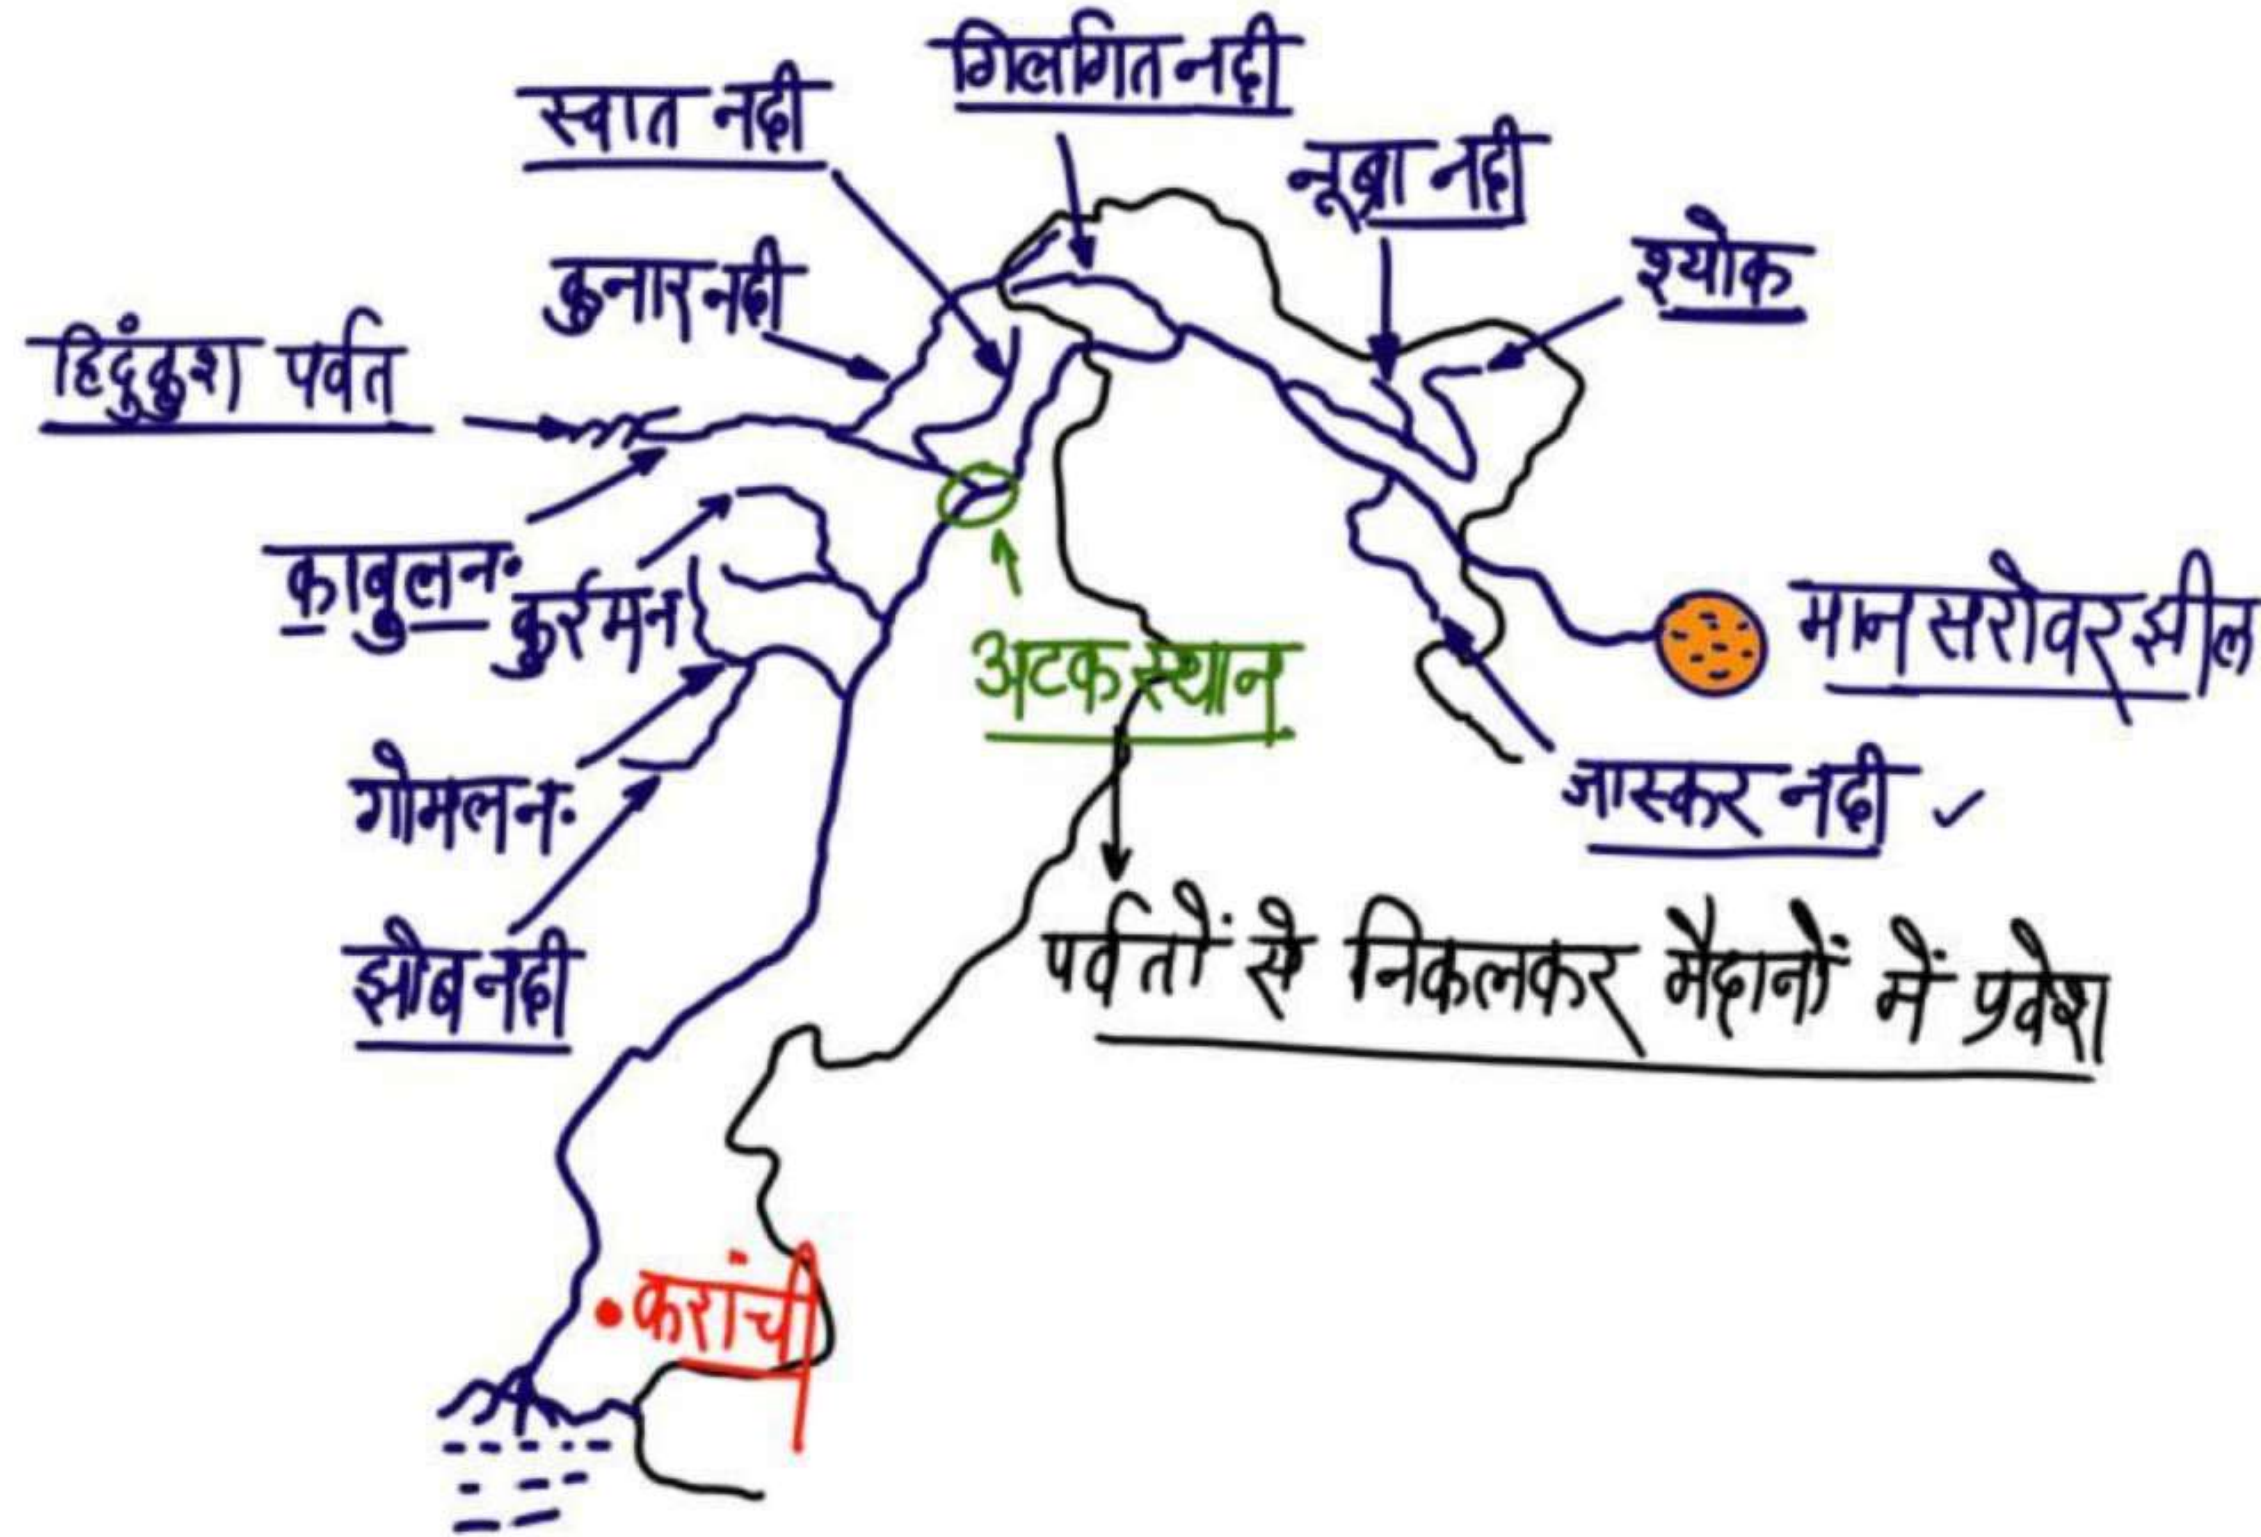 गिलगित नदी
स्वात नदी
नूब्रा नदी
श्योक
कुनार नदी
हिंदुंकुश पर्वत
काबुल न॰
कुर्रम न
मानसरोवर झील
अटक स्थान
गोमल न॰
जास्कर नदी ✓
झौब नदी
पर्वतों से निकलकर मैदानों में प्रवेश
करांची